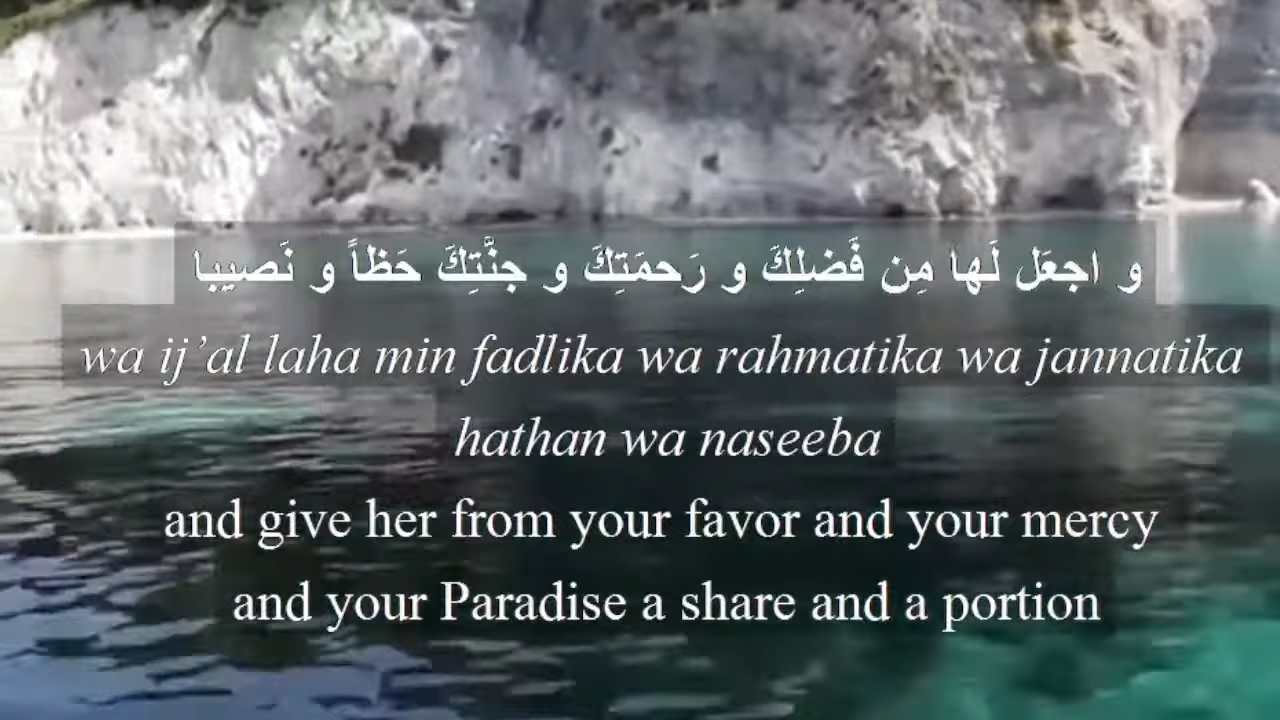 و اجعَل لَها مِن فَضلِكَ و رَحمَتِكَ و جنَّتِكَ حَظاً و نَصيبا
wa ij’al laha min fadlika wa rahmatika wa jannatika
hathan wa naseeba
and give her from your favor and your mercy
and your Paradise a share and a portion